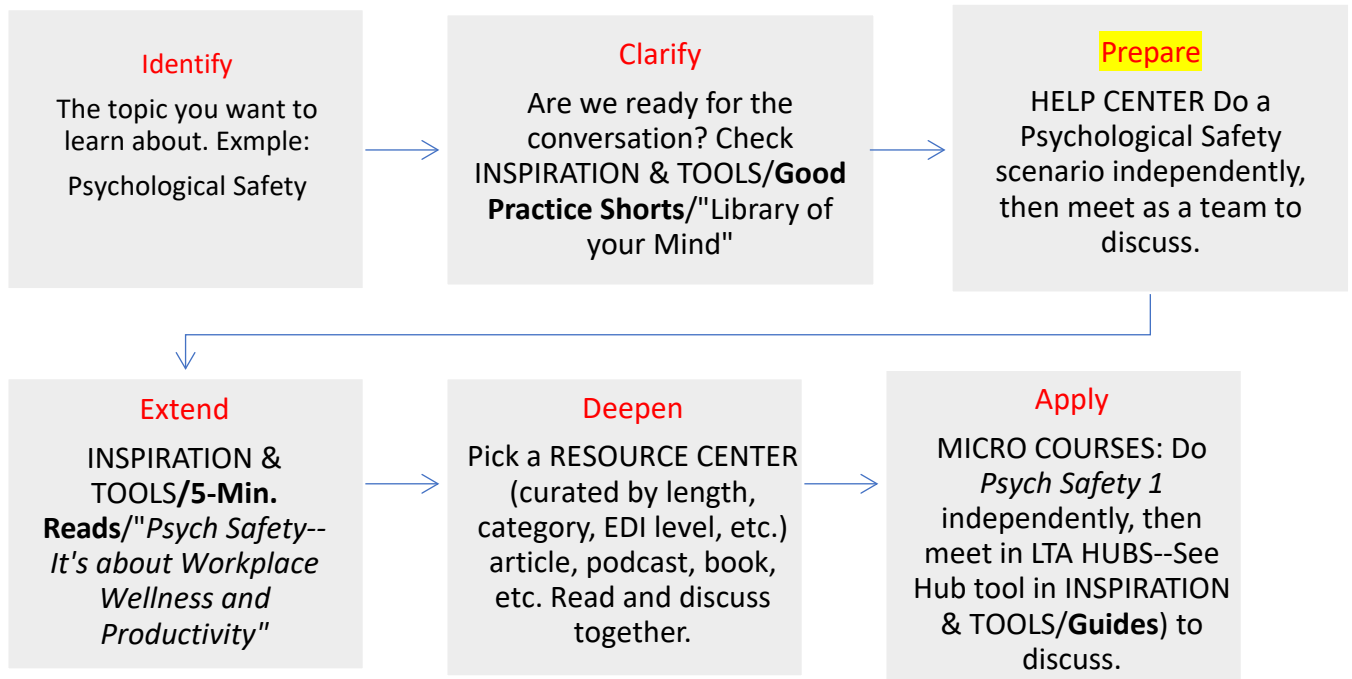 Identify
The topic you want to
learn about. Exmple:
Psychological Safety
Clarify
Are we ready for the
conversation? Check
INSPIRATION & TOOLS/Good
Practice Shorts/"Library of
your Mind"
Prepare
HELP CENTER Do a
Psychological Safety
scenario independently,
then meet as a team to
discuss.
Extend
INSPIRATION &
TOOLS/5-Min.
Reads/"Psych Safety--
It's about Workplace
Wellness and
Productivity"
Deepen
Pick a RESOURCE CENTER
(curated by length,
category, EDI level, etc.)
article, podcast, book,
etc. Read and discuss
together.
Apply
MICRO COURSES: Do
Psych Safety 1
independently, then
meet in LTA HUBS--See
Hub tool in INSPIRATION
& TOOLS/Guides) to
discuss.